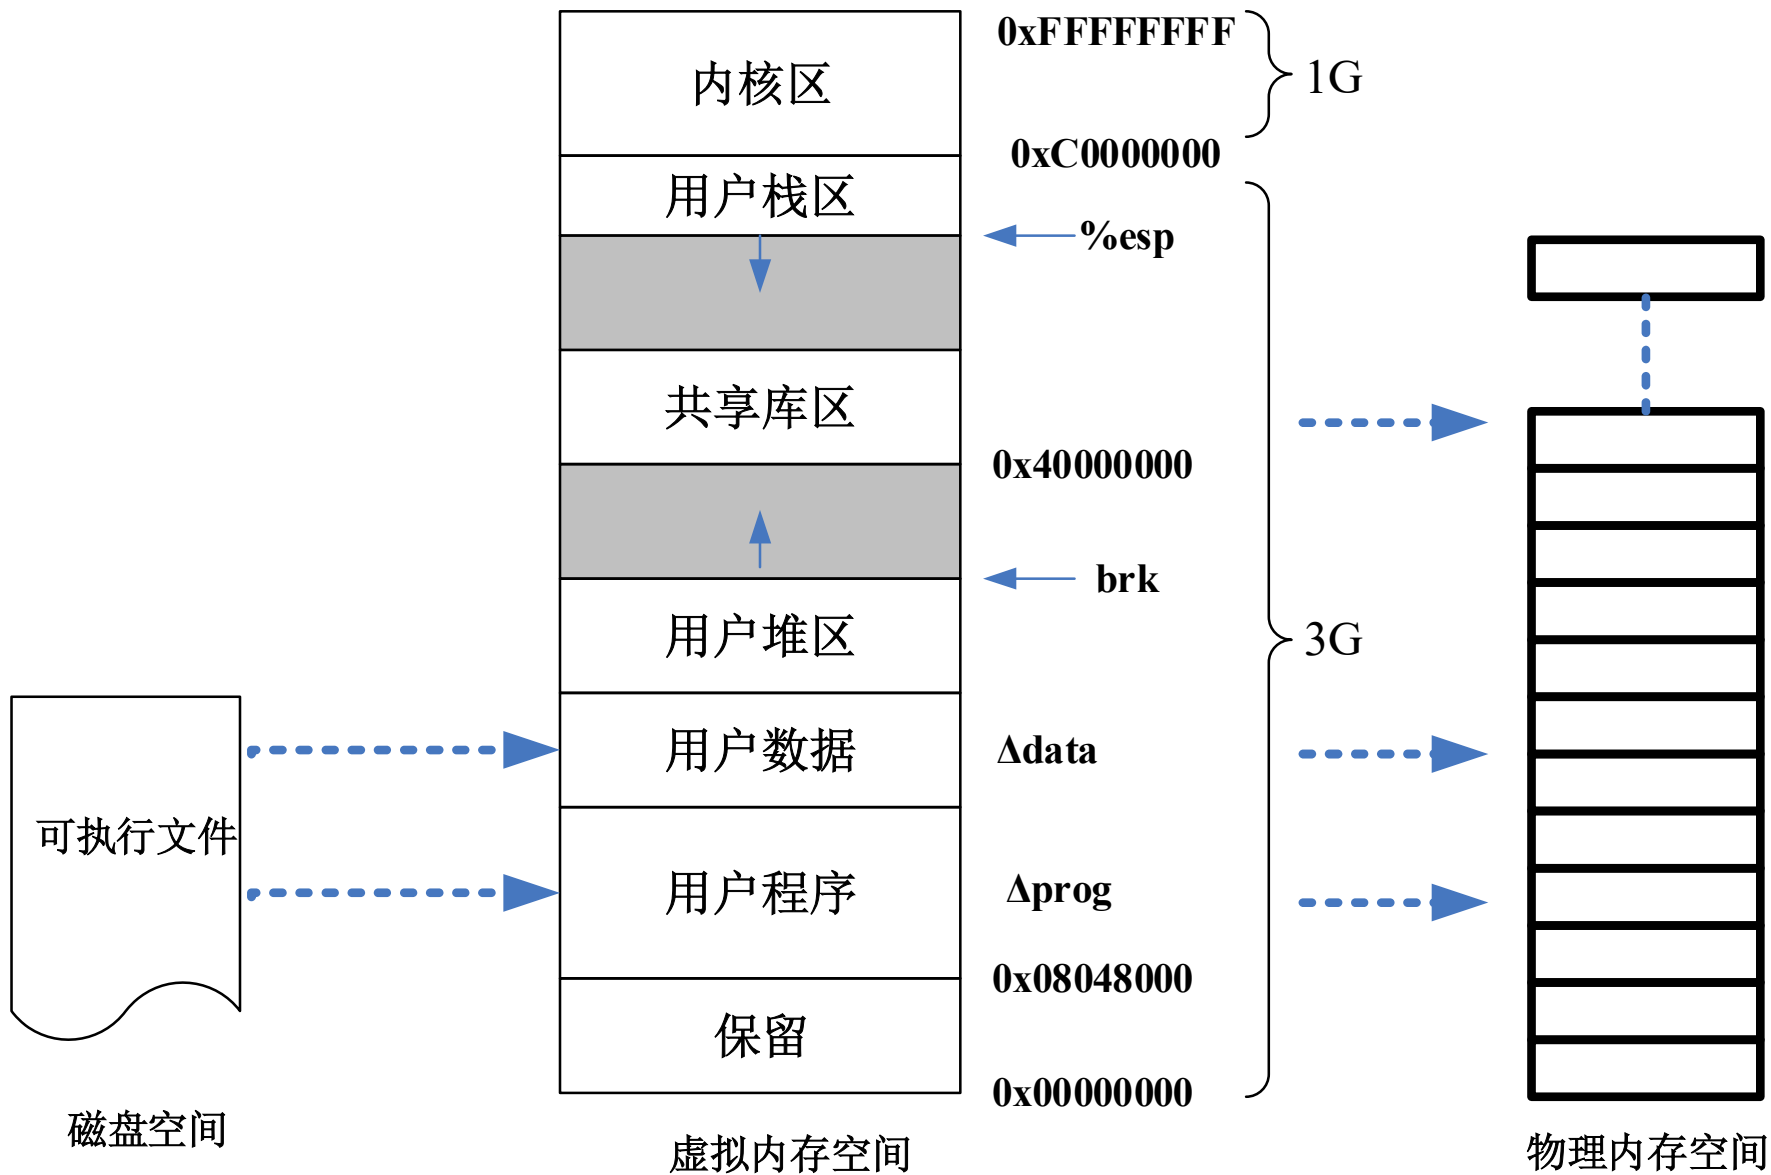 0xFFFFFFFF
内核区
1G
0xC0000000
用户栈区
%esp
共享库区
0x40000000
brk
用户堆区
3G
用户数据
Δdata
可执行文件
用户程序
Δprog
0x08048000
保留
0x00000000
磁盘空间
虚拟内存空间
物理内存空间